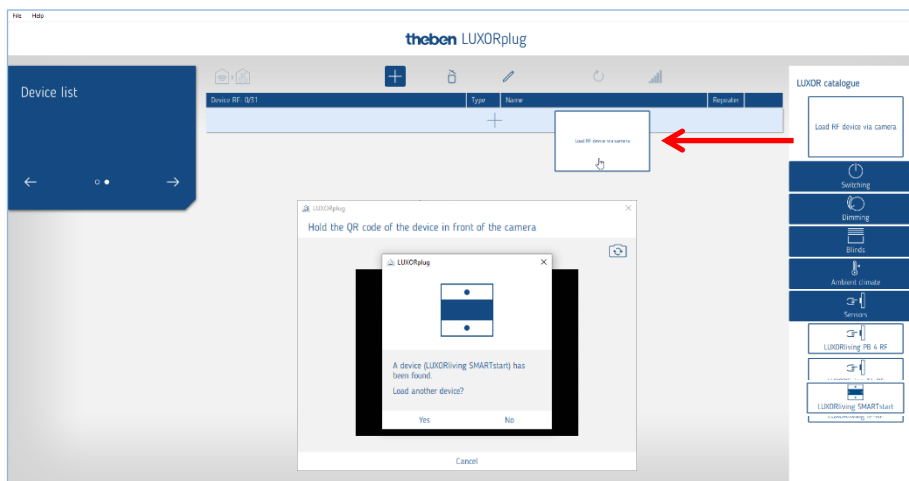 File Help
theben LUXORplug
Device list
Device RF: 0/31 Type Name Repeater
Load RF device via camera
LUXORplug
Hold the QR code of the device in front of the camera
LUXORplug
A device (LUXORliving SMARTstart) has
been found.
Load another device?
Yes No
Cancel
LUXOR catalogue
Load RF device via camera
Switching
Dimming
Blinds
Ambient climate
Sensors
LUXORliving PB 4 RF
LUXORliving SMARTstart